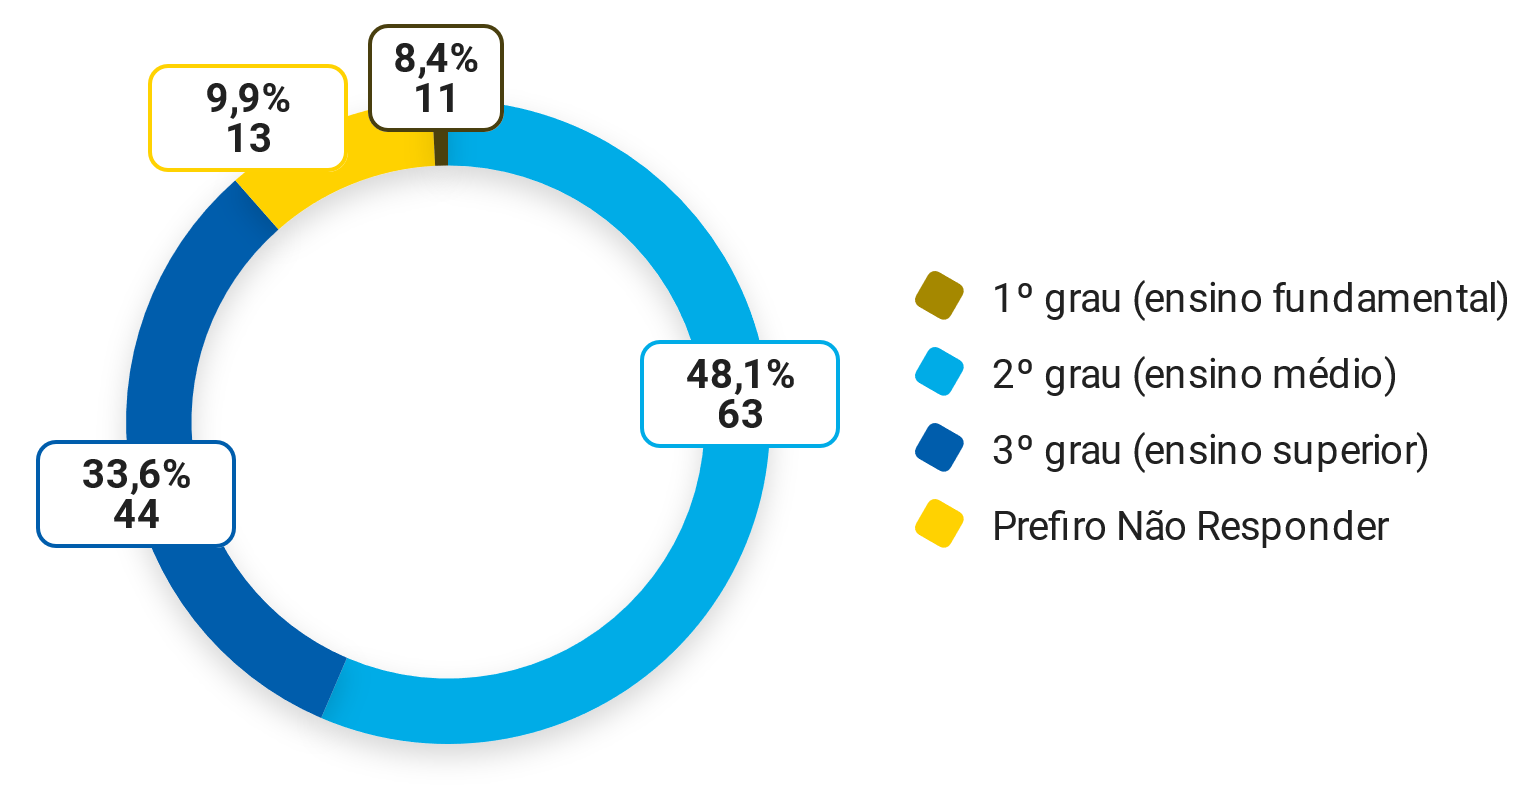 8,4%
11
9,9%
13
48,1%
63
33,6%
44
1º grau (ensino fundamental)
2º grau (ensino médio)
3º grau (ensino superior)
Prefiro Não Responder